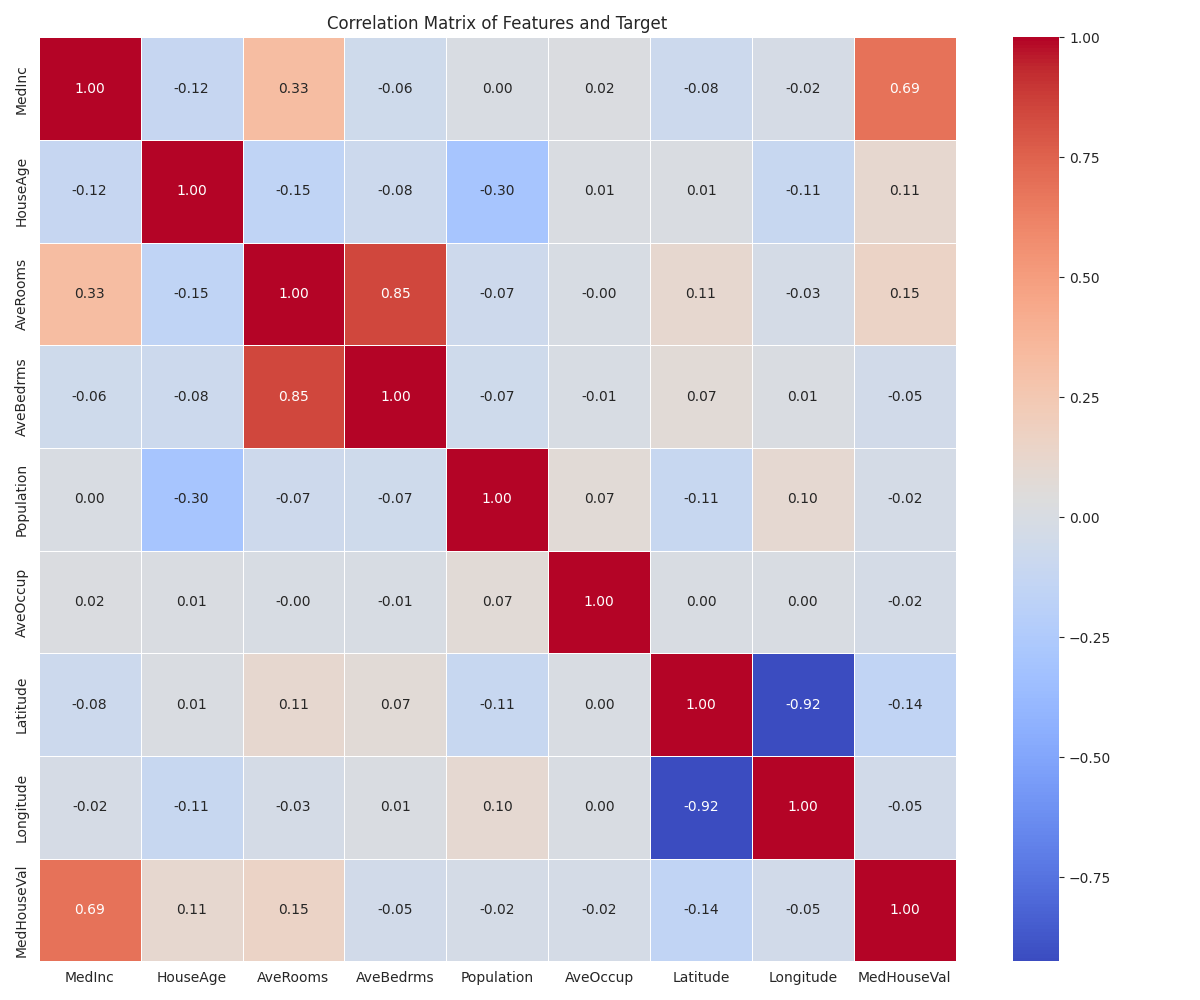 Correlation Matrix of Features and Target
MedInc 1.00 -0.12 0.33 -0.06 0.00 0.02 -0.08 -0.02 0.69
HouseAge -0.12 1.00 -0.15 -0.08 -0.30 0.01 0.01 -0.11 0.11
AveRooms 0.33 -0.15 1.00 0.85 -0.07 -0.00 0.11 -0.03 0.15
AveBedrms -0.06 -0.08 0.85 1.00 -0.07 -0.01 0.07 0.01 -0.05
Population 0.00 -0.30 -0.07 -0.07 1.00 0.07 -0.11 0.10 -0.02
AveOccup 0.02 0.01 -0.00 -0.01 0.07 1.00 0.00 0.00 -0.02
Latitude -0.08 0.01 0.11 0.07 -0.11 0.00 1.00 -0.92 -0.14
Longitude -0.02 -0.11 -0.03 0.01 0.10 0.00 -0.92 1.00 -0.05
MedHouseVal 0.69 0.11 0.15 -0.05 -0.02 -0.02 -0.14 -0.05 1.00
MedInc HouseAge AveRooms AveBedrms Population AveOccup Latitude Longitude MedHouseVal
1.00
0.75
0.50
0.25
0.00
−0.25
−0.50
−0.75